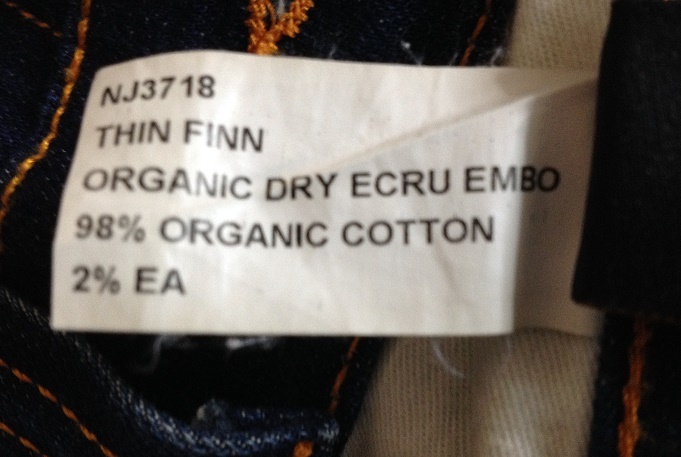 NJ3718
THIN FINN
ORGANIC DRY ECRU EMBO
98% ORGANIC COTTON
2% EA